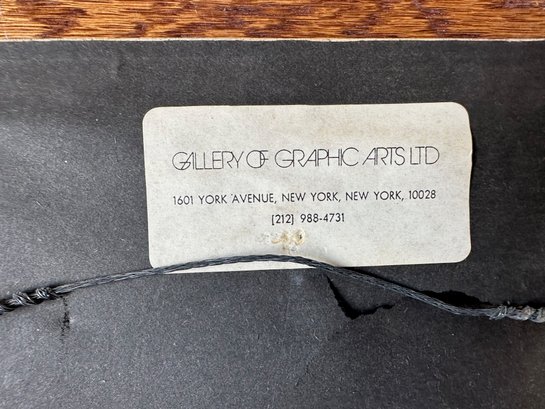 GALLERY OF GRAPHIC ARTS LTD
1601 YORK AVENUE, NEW YORK, NEW YORK, 10028
(212) 988-4731